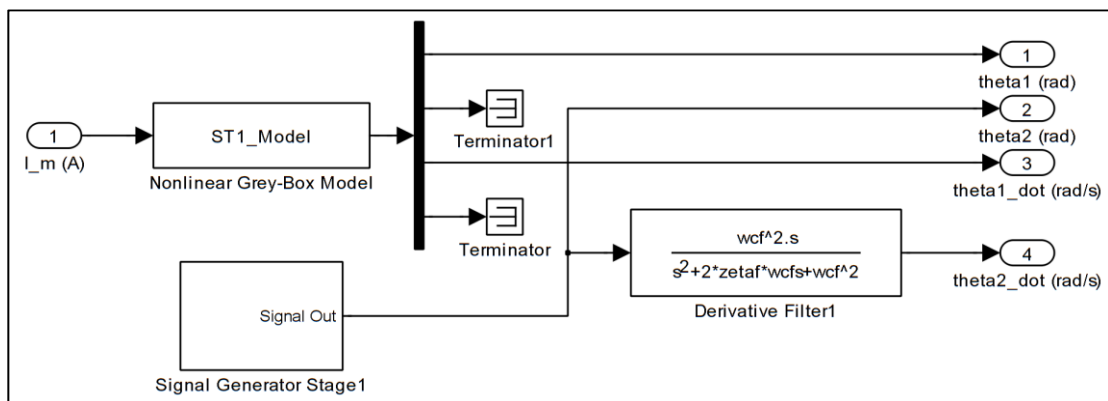 1
I_m (A)
ST1_Model
Nonlinear Grey-Box Model
Terminator1
Terminator
Signal Out
Signal Generator Stage1
wcf^2.s
s^2+2*zetaf*wcfs+wcf^2
Derivative Filter1
1
theta1 (rad)
2
theta2 (rad)
3
theta1_dot (rad/s)
4
theta2_dot (rad/s)